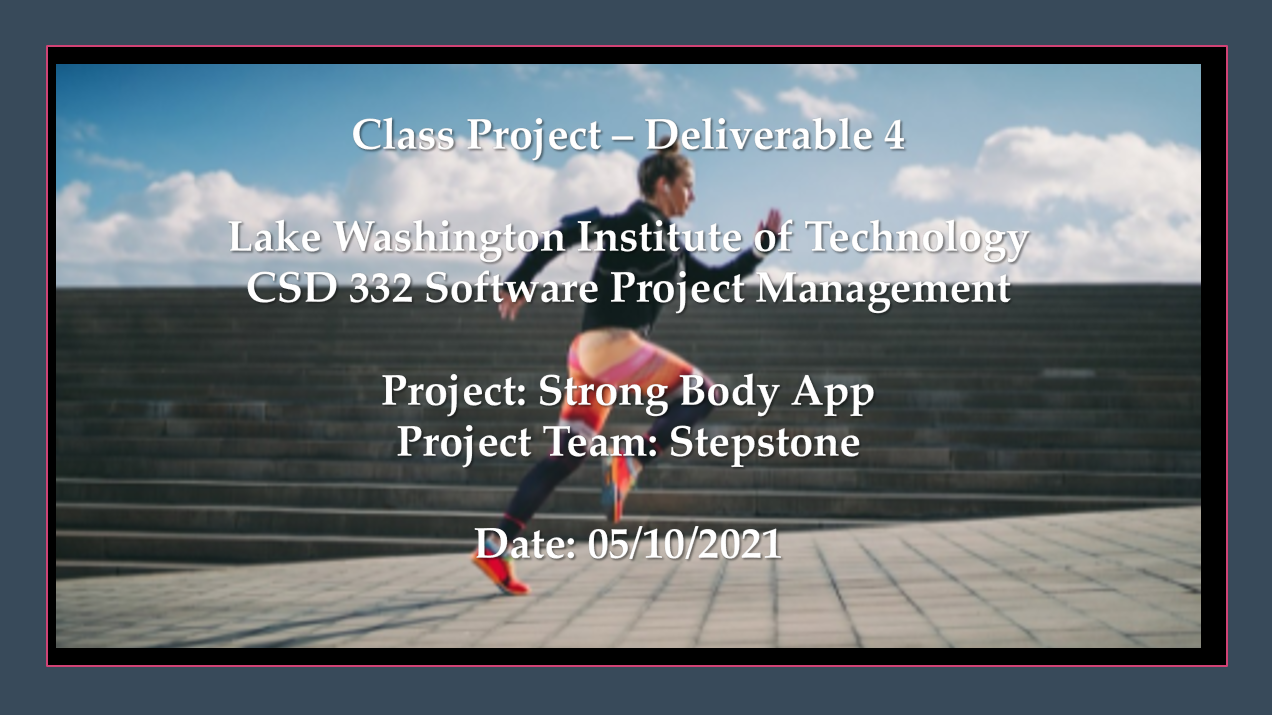 Class Project – Deliverable 4
Lake Washington Institute of Technology
CSD 332 Software Project Management
Project: Strong Body App
Project Team: Stepstone
Date: 05/10/2021